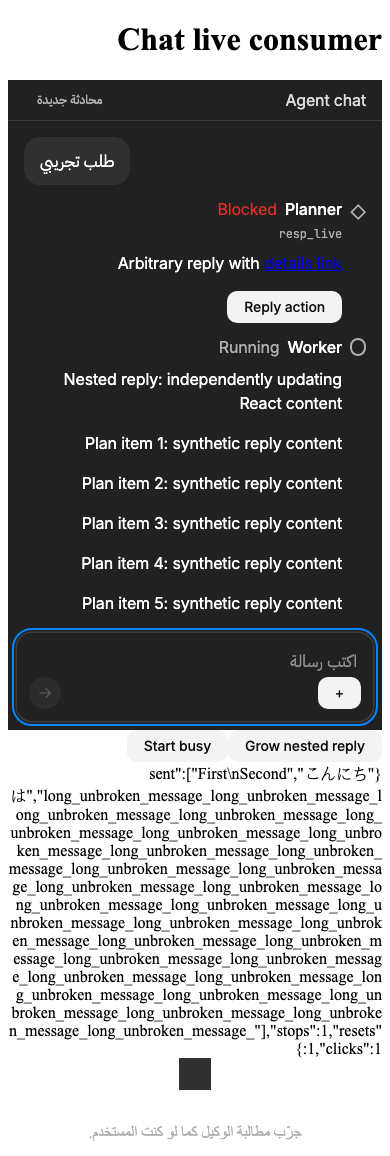 Chat live consumer
Agent chat
محادثة جديدة
طلب تجريبي
Planner Blocked
resp_live
Arbitrary reply with details link
Reply action
Worker Running
Nested reply: independently updating
React content
Plan item 1: synthetic reply content
Plan item 2: synthetic reply content
Plan item 3: synthetic reply content
Plan item 4: synthetic reply content
Plan item 5: synthetic reply content
اكتب رسالة
+
→
Start busy
Grow nested reply
{"sent":["First\nSecond","こんにち
は","long_unbroken_message_long_unbroken_message_l
ong_unbroken_message_long_unbroken_message_long_
unbroken_message_long_unbroken_message_long_unbro
ken_message_long_unbroken_message_long_unbroken_
message_long_unbroken_message_long_unbroken_messa
ge_long_unbroken_message_long_unbroken_message_lo
ng_unbroken_message_long_unbroken_message_long_u
nbroken_message_long_unbroken_message_long_unbrok
en_message_long_unbroken_message_long_unbroken_m
essage_long_unbroken_message_long_unbroken_messag
e_long_unbroken_message_long_unbroken_message_lon
g_unbroken_message_long_unbroken_message_long_un
broken_message_long_unbroken_message_long_unbroke
n_message_long_unbroken_message_"],"stops":1,"resets"
:1,"clicks":1}
جرّب مطالبة الوكيل كما لو كنت المستخدم.